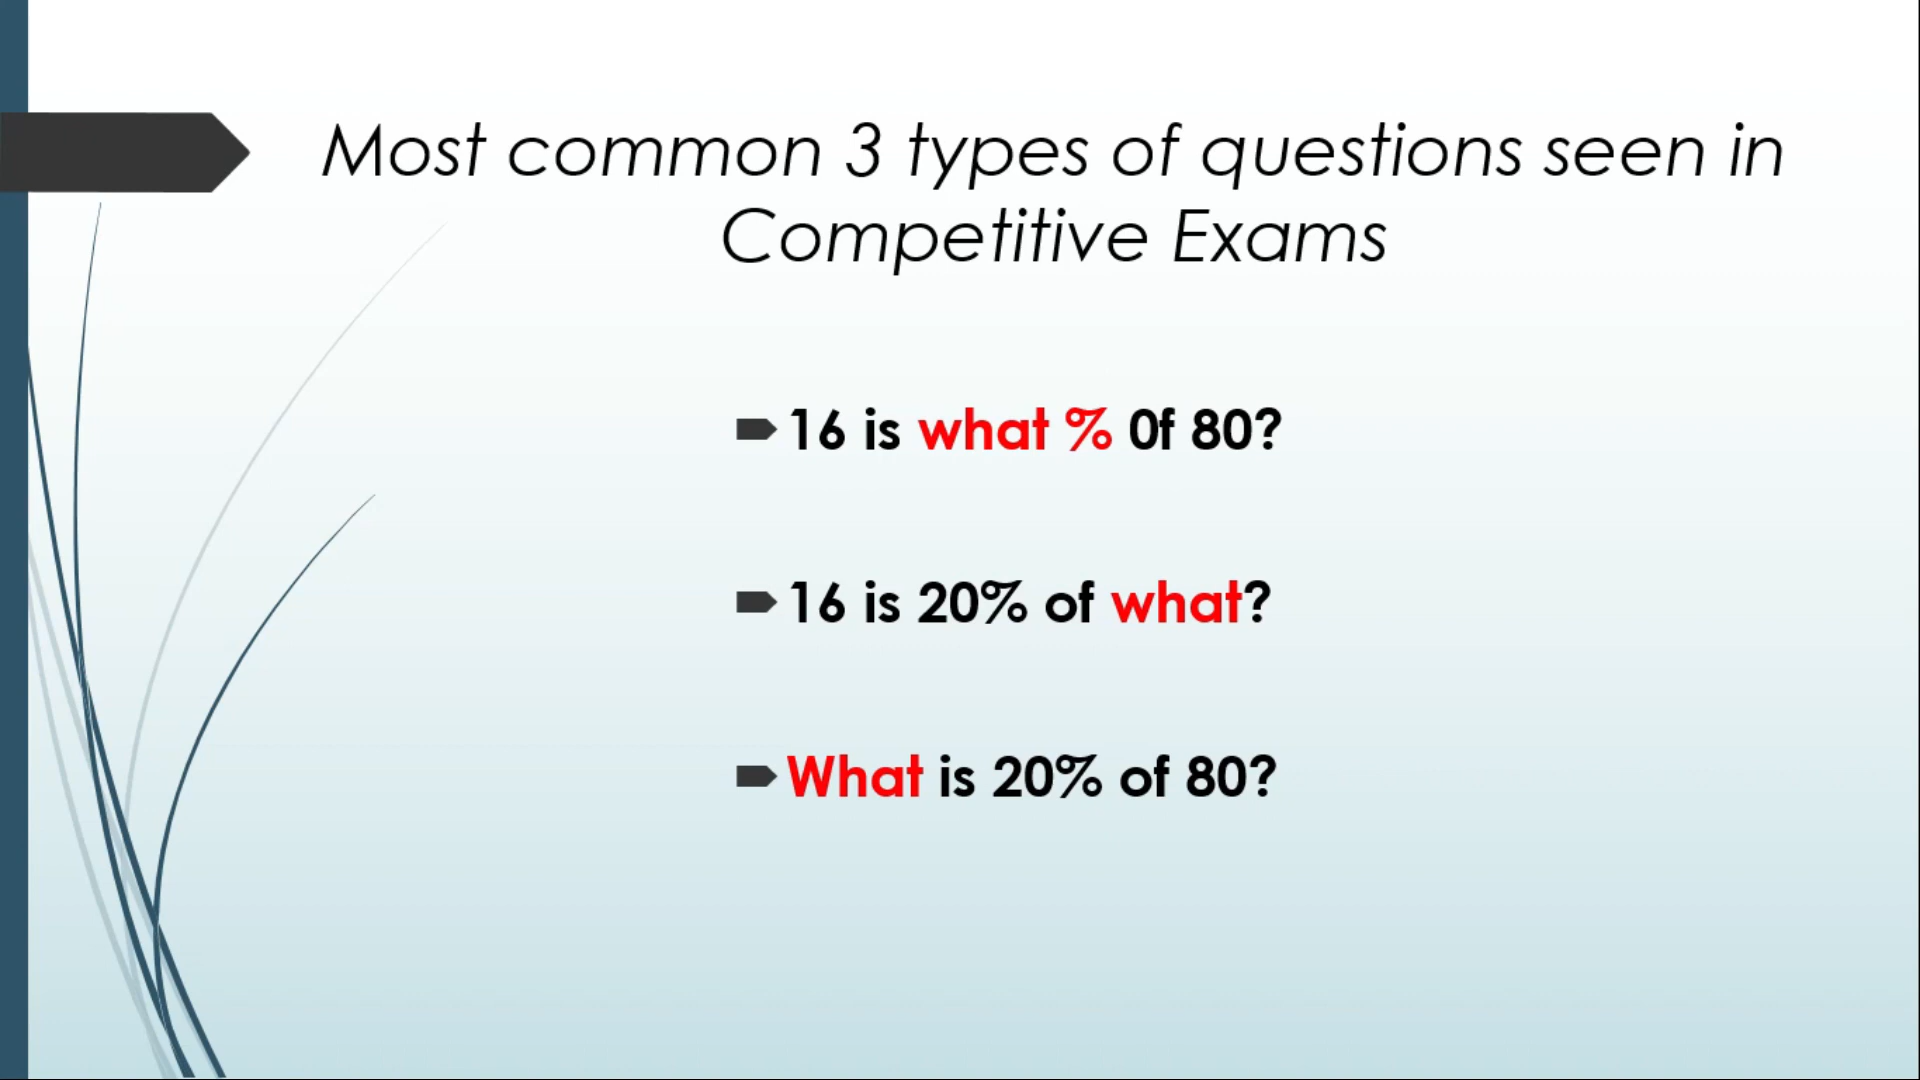 Most common 3 types of questions seen in
Competitive Exams
16 is what % 0f 80?
16 is 20% of what?
What is 20% of 80?